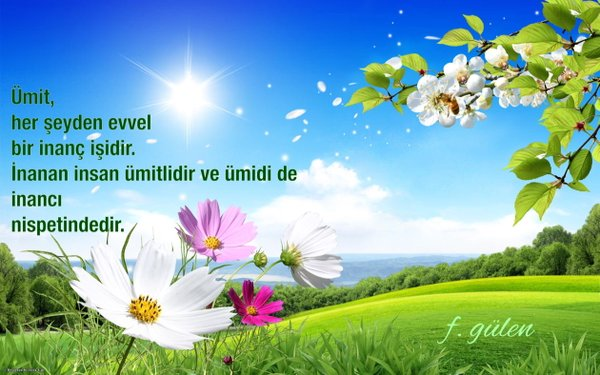 Ümit,
her şeyden evvel
bir inanç işidir.
İnanan insan ümitlidir ve ümidi de
inancı
nispetindedir.
f. gülen